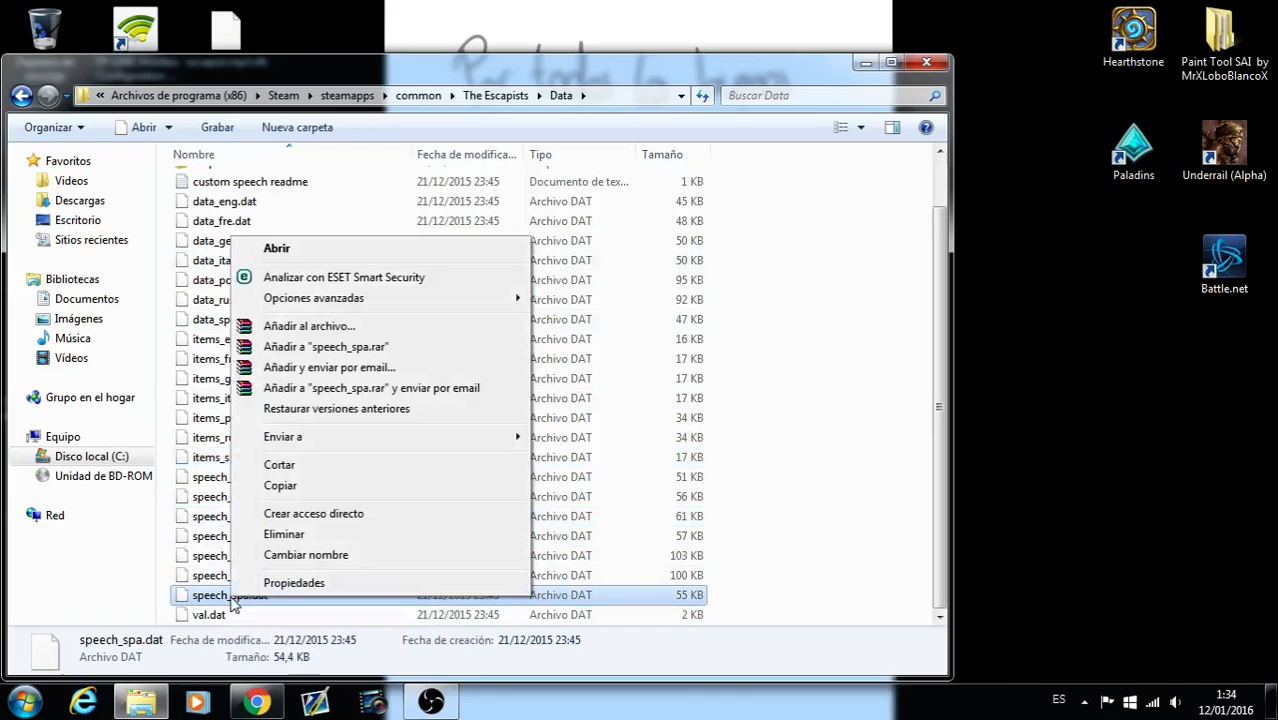 Hearthstone
Paint Tool SAI by
MrXLoboBlancoX
Paladins
Underrail (Alpha)
Battle.net
« Archivos de programa (x86) ▸ Steam ▸ steamapps ▸ common ▸ The Escapists ▸ Data ▸
Buscar Data
Organizar
Abrir
Grabar
Nueva carpeta
Favoritos
Videos
Descargas
Escritorio
Sitios recientes
Bibliotecas
Documentos
Imágenes
Música
Vídeos
Grupo en el hogar
Equipo
Disco local (C:)
Unidad de BD-ROM
Red
Nombre Fecha de modifica... Tipo Tamaño
custom speech readme 21/12/2015 23:45 Documento de tex... 1 KB
data_eng.dat 21/12/2015 23:45 Archivo DAT 45 KB
data_fre.dat 21/12/2015 23:45 Archivo DAT 48 KB
data_ge Archivo DAT 50 KB
data_ita Archivo DAT 50 KB
data_po Archivo DAT 95 KB
data_ru Archivo DAT 92 KB
data_sp Archivo DAT 47 KB
items_e Archivo DAT 16 KB
items_fr Archivo DAT 17 KB
items_g Archivo DAT 17 KB
items_it Archivo DAT 17 KB
items_p Archivo DAT 34 KB
items_ru Archivo DAT 34 KB
items_s Archivo DAT 17 KB
speech_ Archivo DAT 51 KB
speech_ Archivo DAT 56 KB
speech_ Archivo DAT 61 KB
speech_ Archivo DAT 57 KB
speech_ Archivo DAT 103 KB
speech_ Archivo DAT 100 KB
speech_spa.dat 21/12/2015 23:45 Archivo DAT 55 KB
val.dat 21/12/2015 23:45 Archivo DAT 2 KB
Abrir
Analizar con ESET Smart Security
Opciones avanzadas
Añadir al archivo...
Añadir a "speech_spa.rar"
Añadir y enviar por email...
Añadir a "speech_spa.rar" y enviar por email
Restaurar versiones anteriores
Enviar a
Cortar
Copiar
Crear acceso directo
Eliminar
Cambiar nombre
Propiedades
speech_spa.dat Fecha de modifica... 21/12/2015 23:45 Fecha de creación: 21/12/2015 23:45
Archivo DAT Tamaño: 54,4 KB
ES
1:34
12/01/2016